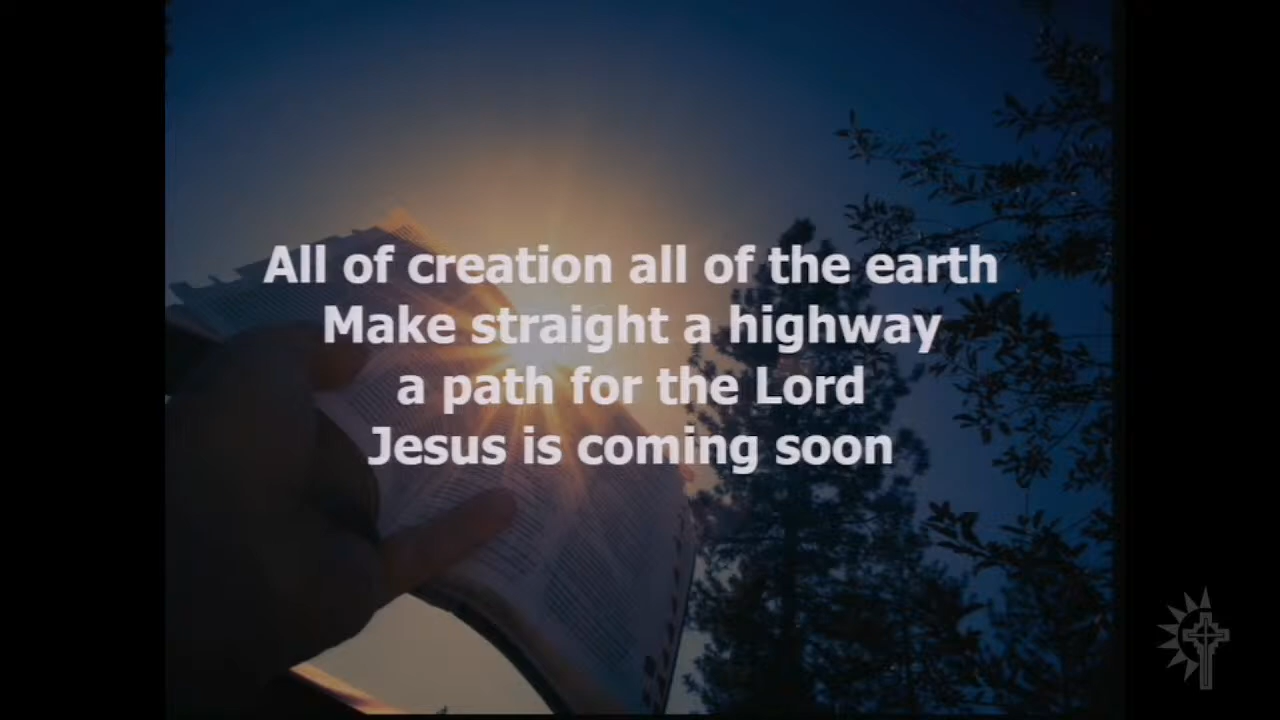 All of creation all of the earth
Make straight a highway
a path for the Lord
Jesus is coming soon